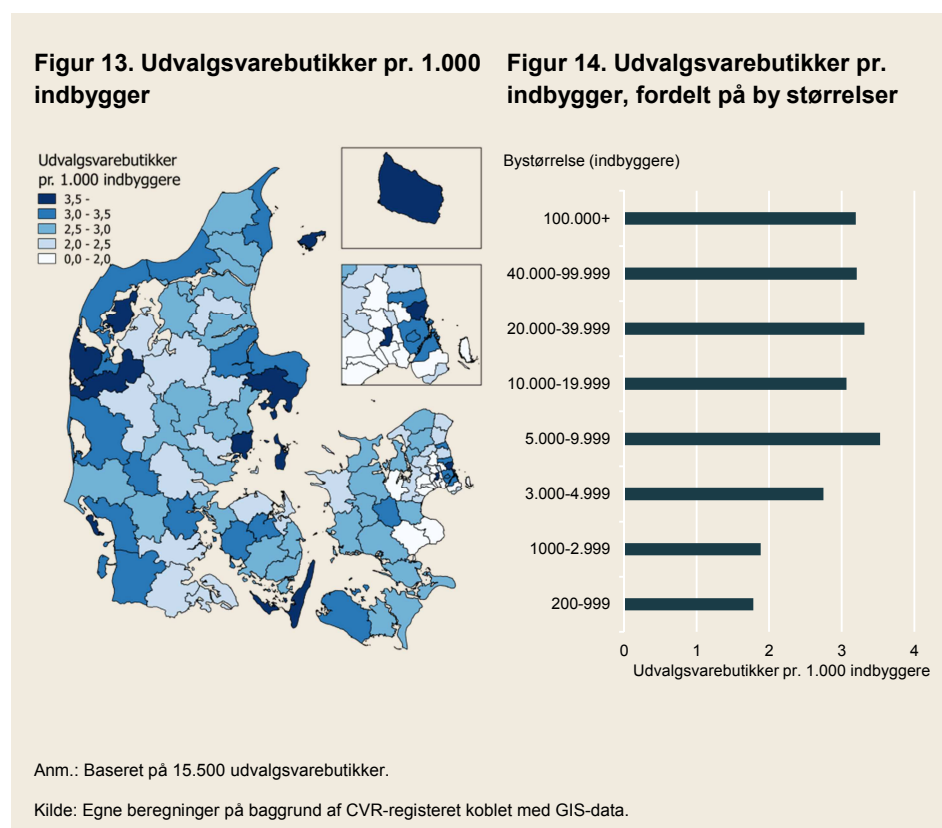 Figur 13. Udvalgsvarebutikker pr. 1.000
indbygger
Udvalgsvarebutikker
pr. 1.000 indbyggere
3,5 -
3,0 - 3,5
2,5 - 3,0
2,0 - 2,5
0,0 - 2,0
Figur 14. Udvalgsvarebutikker pr.
indbygger, fordelt på by størrelser
Bystørrelse (indbyggere)
100.000+
40.000-99.999
20.000-39.999
10.000-19.999
5.000-9.999
3.000-4.999
1000-2.999
200-999
0 1 2 3 4
Udvalgsvarebutikker pr. 1.000 indbyggere
Anm.: Baseret på 15.500 udvalgsvarebutikker.
Kilde: Egne beregninger på baggrund af CVR-registeret koblet med GIS-data.